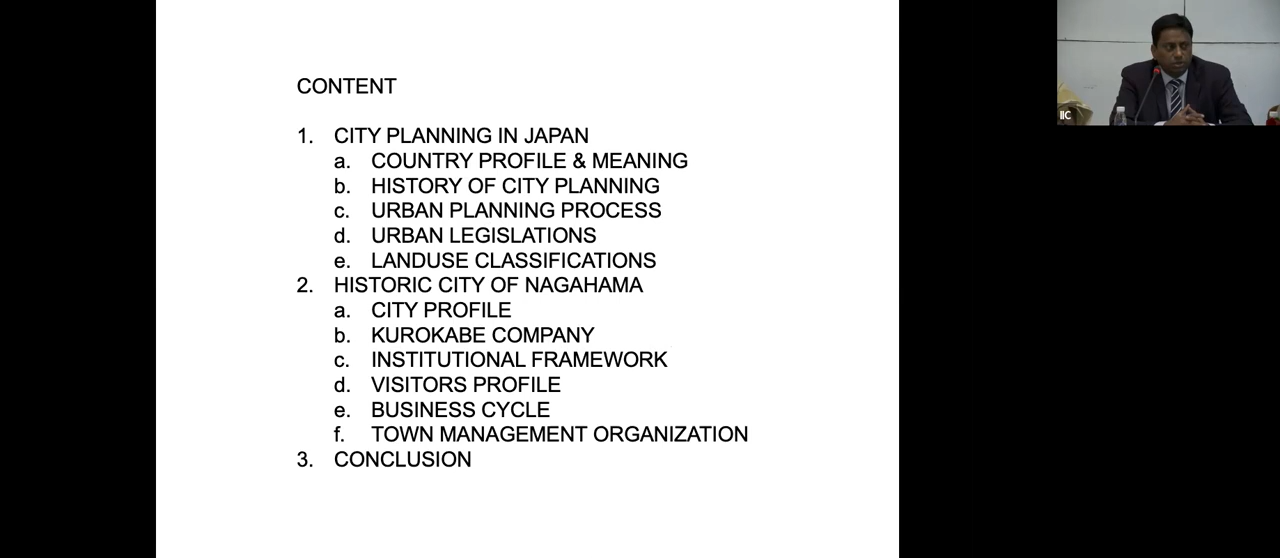 CONTENT
1. CITY PLANNING IN JAPAN
a. COUNTRY PROFILE & MEANING
b. HISTORY OF CITY PLANNING
c. URBAN PLANNING PROCESS
d. URBAN LEGISLATIONS
e. LANDUSE CLASSIFICATIONS
2. HISTORIC CITY OF NAGAHAMA
a. CITY PROFILE
b. KUROKABE COMPANY
c. INSTITUTIONAL FRAMEWORK
d. VISITORS PROFILE
e. BUSINESS CYCLE
f. TOWN MANAGEMENT ORGANIZATION
3. CONCLUSION
IIC